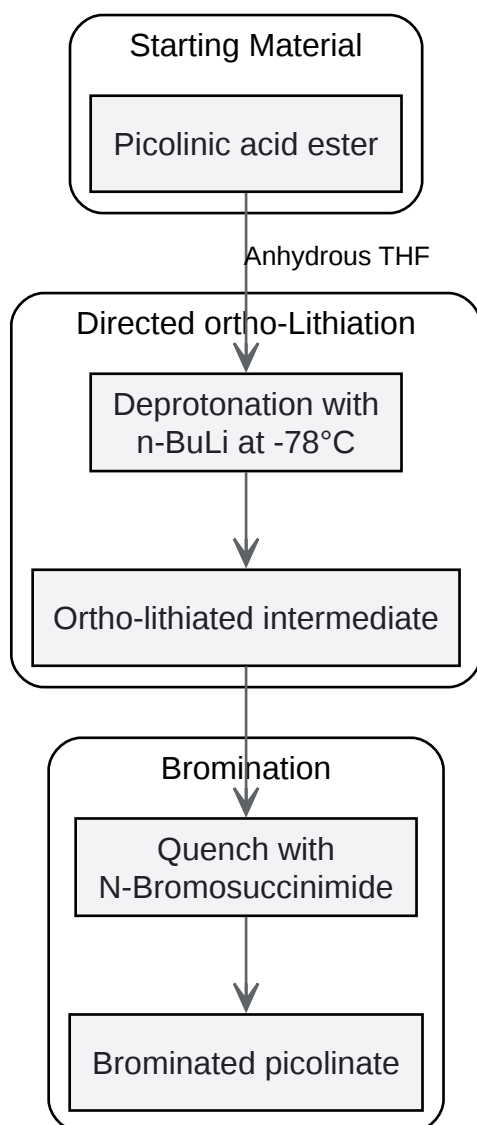 Starting Material
Picolinic acid ester
Anhydrous THF
Directed ortho-Lithiation
Deprotonation with
n-BuLi at -78°C
Ortho-lithiated intermediate
Bromination
Quench with
N-Bromosuccinimide
Brominated picolinate